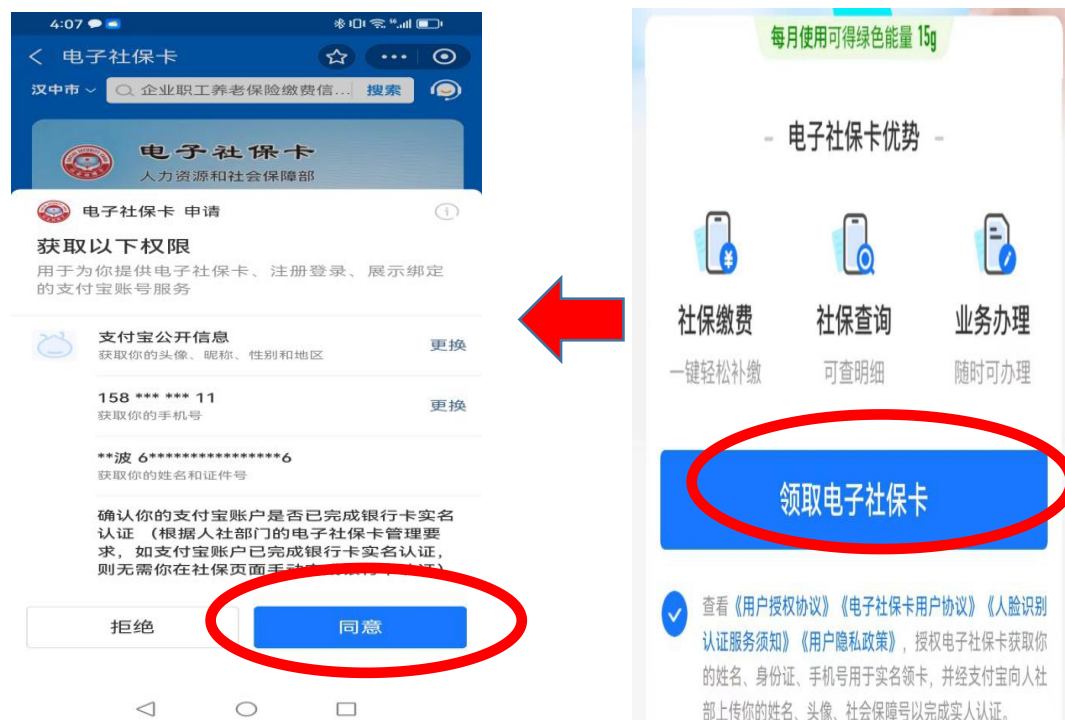 4:07
电子社保卡
汉中市
企业职工养老保险缴费信... 搜索
电子社保卡
人力资源和社会保障部
电子社保卡 申请
获取以下权限
用于为你提供电子社保卡、注册登录、展示绑定
的支付宝账号服务
支付宝公开信息
获取你的头像、昵称、性别和地区
更换
158 *** *** 11
获取你的手机号
更换
**波 6****************6
获取你的姓名和证件号
确认你的支付宝账户是否已完成银行卡实名
认证 （根据人社部门的电子社保卡管理要
求，如支付宝账户已完成银行卡实名认证，
则无需你在社保页面手动
拒绝
同意
每月使用可得绿色能量 15g
- 电子社保卡优势 -
社保缴费 社保查询 业务办理
一键轻松补缴 可查明细 随时可办理
领取电子社保卡
查看《用户授权协议》《电子社保卡用户协议》《人脸识别
认证服务须知》《用户隐私政策》，授权电子社保卡获取你
的姓名、身份证、手机号用于实名领卡，并经支付宝向人社
部上传你的姓名、头像、社会保障号以完成实人认证。